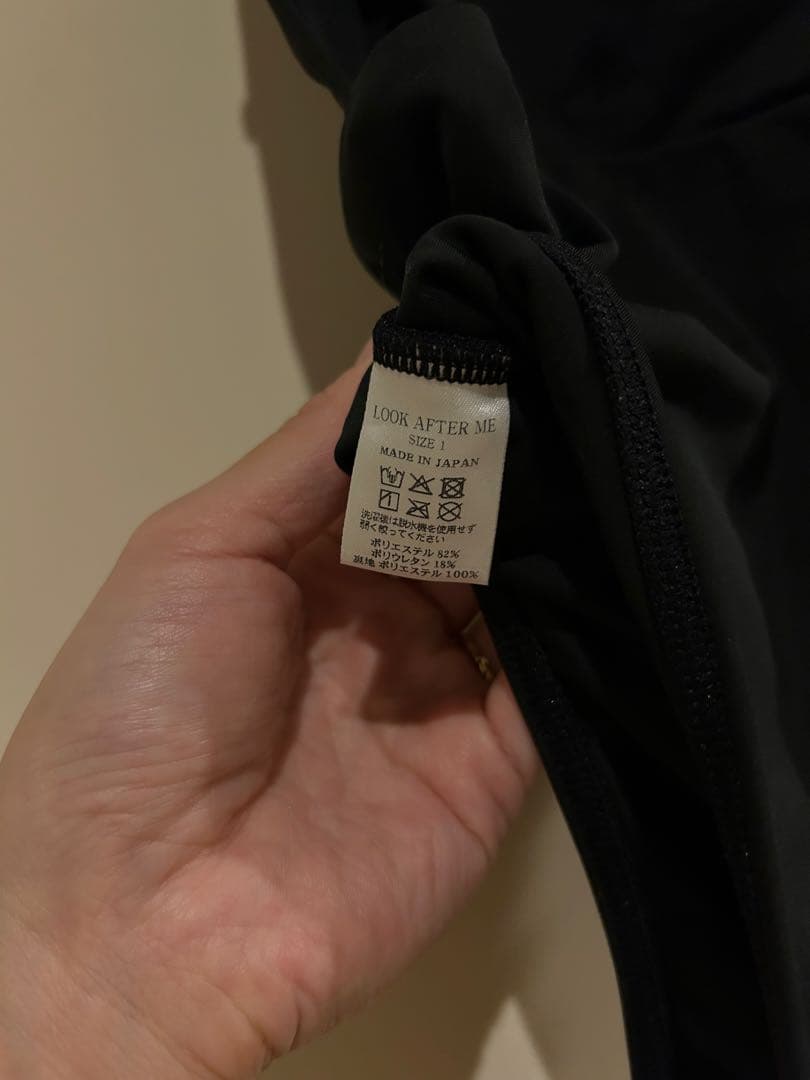 LOOK AFTER ME
SIZE 1
MADE IN JAPAN
洗濯後は脱水機を使用せず
弱く絞ってください
ポリエステル 82%
ポリウレタン 18%
裏地 ポリエステル 100%